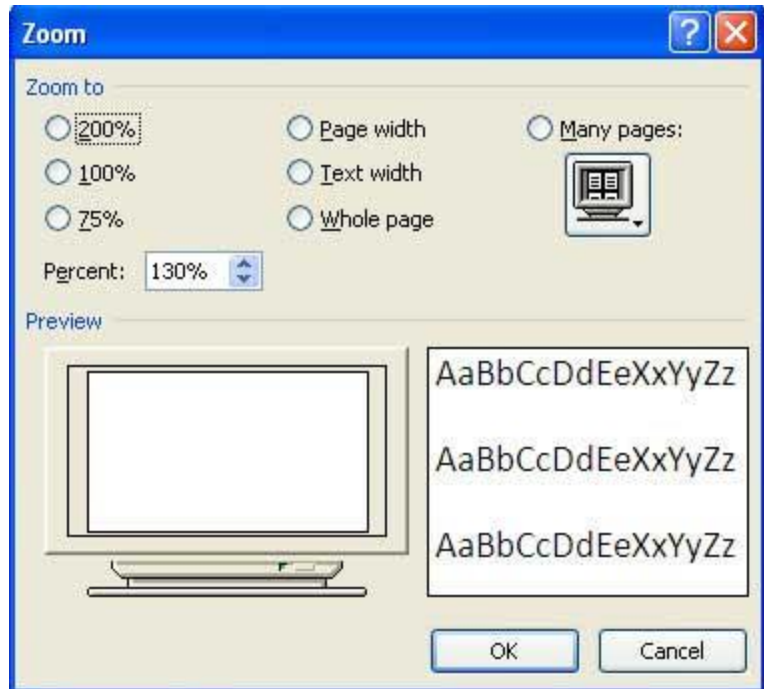 Zoom
Zoom to
200% Page width Many pages:
100% Text width
75% Whole page
Percent: 130%
Preview
AaBbCcDdEeXxYyZz
AaBbCcDdEeXxYyZz
AaBbCcDdEeXxYyZz
OK Cancel